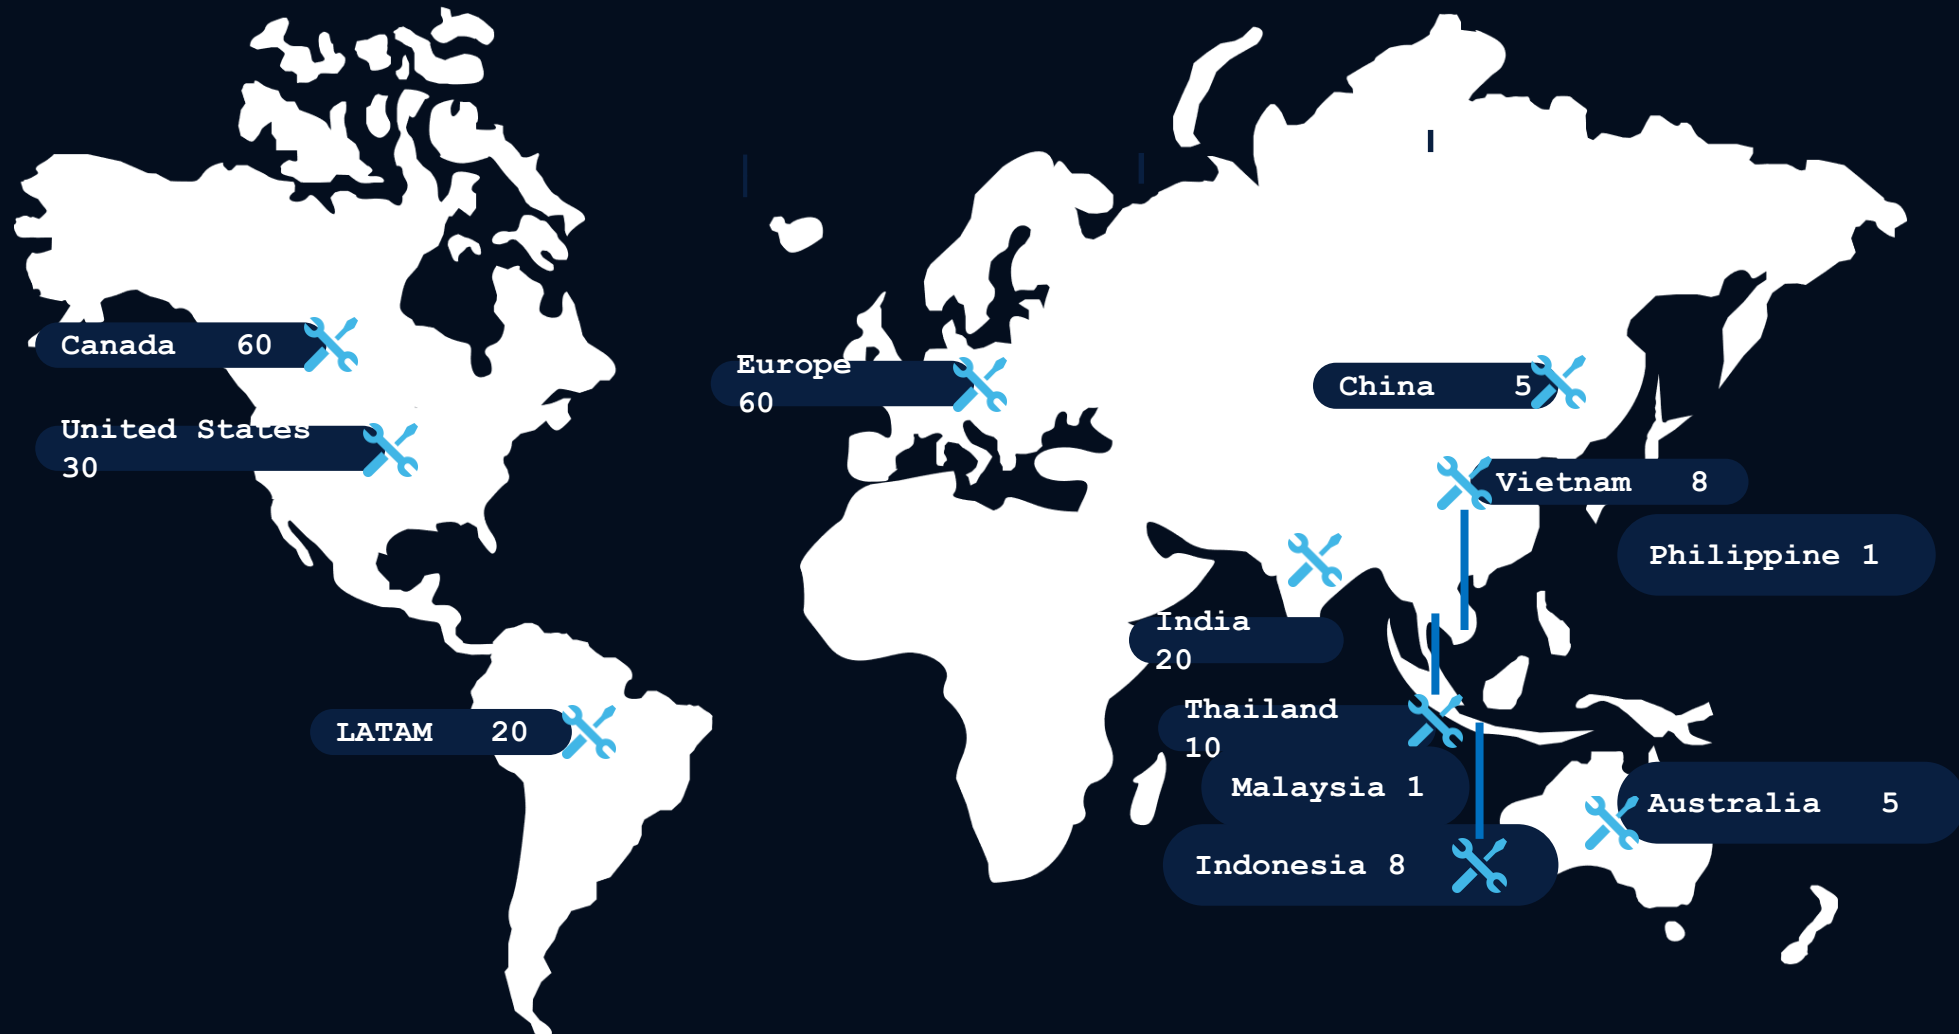 Canada 60
United States
30
Europe
60
China 5
Vietnam 8
Philippine 1
India
20
LATAM 20
Thailand
10
Malaysia 1
Australia 5
Indonesia 8